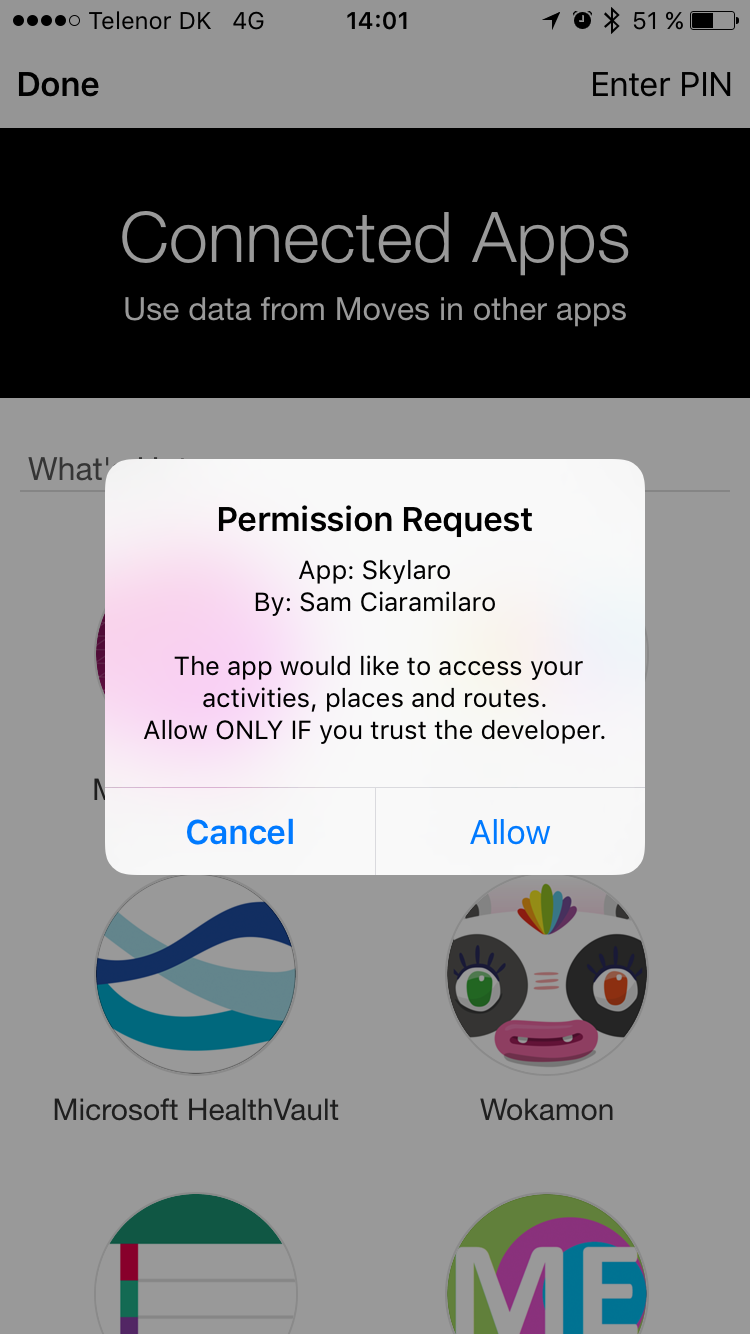 Telenor DK 4G 14:01 51 %
Done Enter PIN
Connected Apps
Use data from Moves in other apps
What'
Permission Request
App: Skylaro
By: Sam Ciaramilaro
The app would like to access your
activities, places and routes.
Allow ONLY IF you trust the developer.
Cancel Allow
Microsoft HealthVault Wokamon
ME